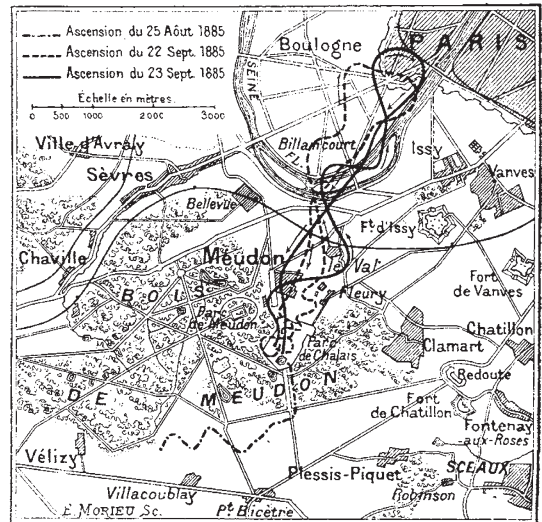 Ascension du 25 Août 1885
Ascension du 22 Sept. 1885
Ascension du 23 Sept. 1885
Échelle en mètres.
0 1000 2000 3000
PARIS
Boulogne
SEINE
Billancourt
Fl.
Ville d'Avray
Sèvres
Issy
Vanves
Bellevue
Ft. d'Issy
Chaville
Meudon
Val
Fleury
Fort
de Vanves
BOIS
Parc
de Meudon
Parc
de Chalais
Clamart
Chatillon
DE
MEUDON
Redoute
Fort
de Chatillon
Fontenay
aux-Roses
Vélizy
Plessis-Piquet
SCEAUX
Villacoublay
Robinson
Pt. Bicètre
E. MORIEU Sc.